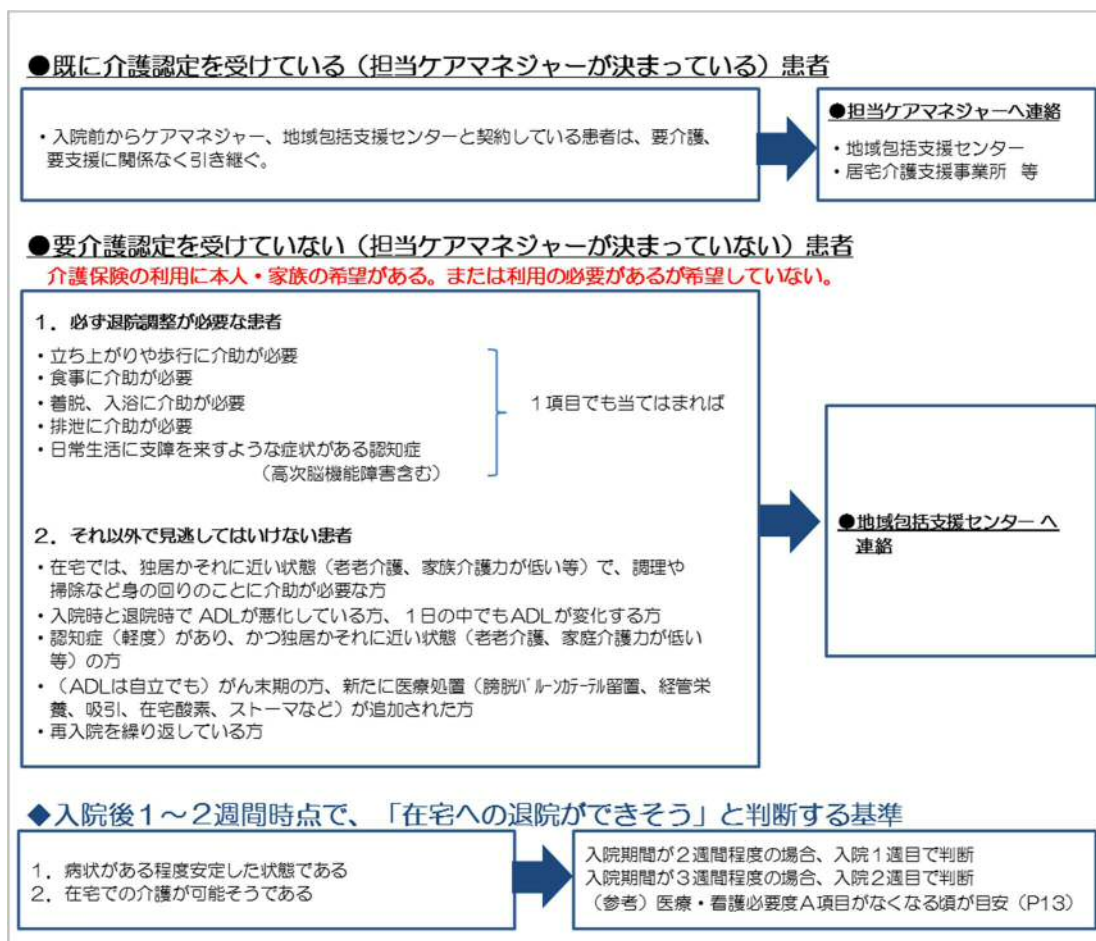 ●既に介護認定を受けている（担当ケアマネジャーが決まっている）患者
・入院前からケアマネジャー、地域包括支援センターと契約している患者は、要介護、
要支援に関係なく引き継ぐ。
●担当ケアマネジャーへ連絡
・地域包括支援センター
・居宅介護支援事業所 等
●要介護認定を受けていない（担当ケアマネジャーが決まっていない）患者
介護保険の利用に本人・家族の希望がある。または利用の必要があるが希望していない。
１．必ず退院調整が必要な患者
・立ち上がりや歩行に介助が必要
・食事に介助が必要
・着脱、入浴に介助が必要
・排泄に介助が必要
・日常生活に支障を来すような症状がある認知症
（高次脳機能障害含む）
１項目でも当てはまれば
２．それ以外で見逃してはいけない患者
・在宅では、独居かそれに近い状態（老老介護、家族介護力が低い等）で、調理や
掃除など身の回りのことに介助が必要な方
・入院時と退院時で ADLが悪化している方、１日の中でもADLが変化する方
・認知症（軽度）があり、かつ独居かそれに近い状態（老老介護、家庭介護力が低い
等）の方
・（ADLは自立でも）がん末期の方、新たに医療処置（膀胱ﾊﾞﾙｰﾝｶﾃｰﾃﾙ留置、経管栄
養、吸引、在宅酸素、ストーマなど）が追加された方
・再入院を繰り返している方
●地域包括支援センター へ
連絡
◆入院後１～２週間時点で、「在宅への退院ができそう」と判断する基準
１．病状がある程度安定した状態である
２．在宅での介護が可能そうである
入院期間が２週間程度の場合、入院１週目で判断
入院期間が３週間程度の場合、入院２週目で判断
（参考）医療・看護必要度Ａ項目がなくなる頃が目安（P13）